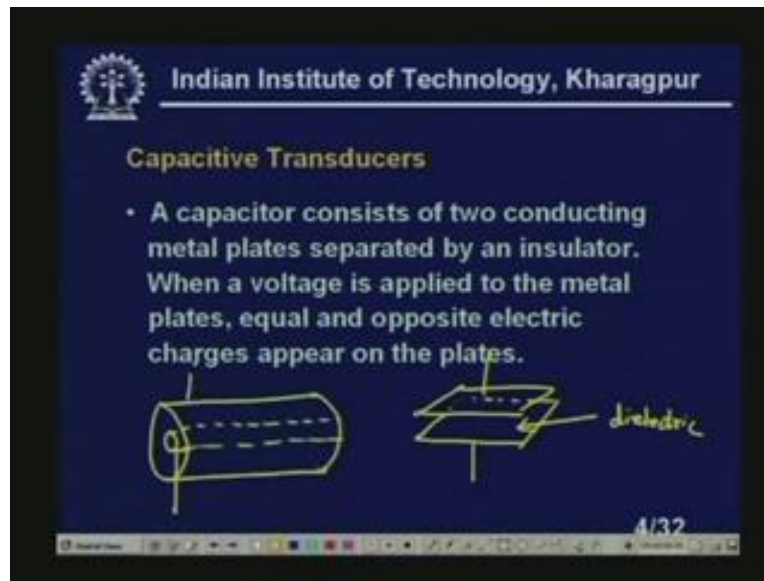 Indian Institute of Technology, Kharagpur
Capacitive Transducers
• A capacitor consists of two conducting
metal plates separated by an insulator.
When a voltage is applied to the metal
plates, equal and opposite electric
charges appear on the plates.
dielectric
4/32